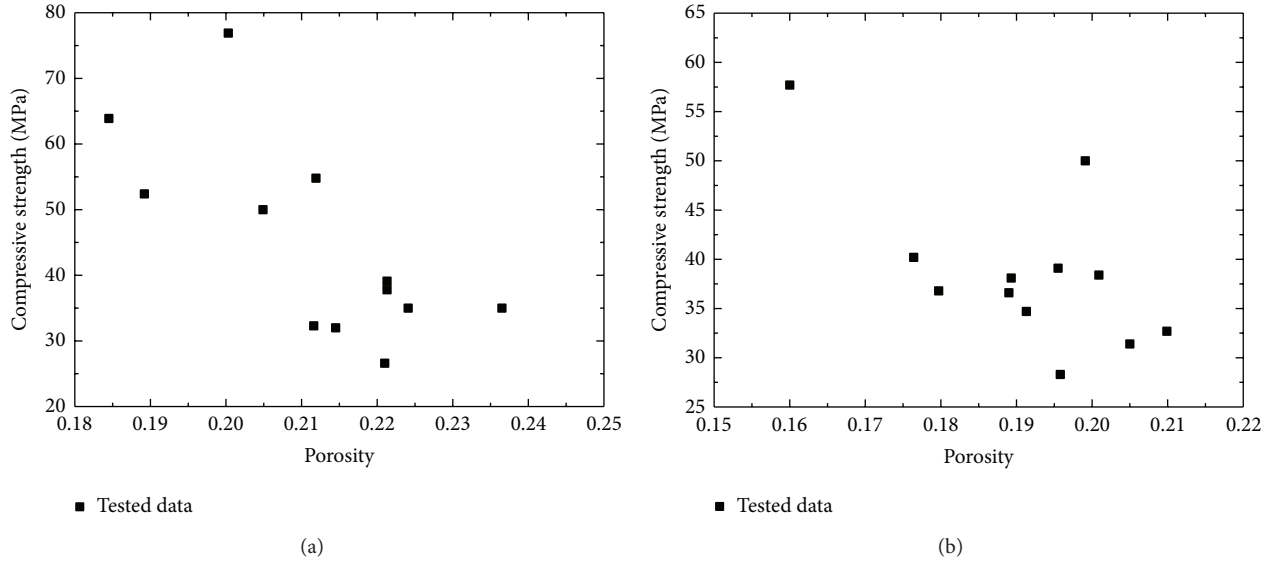 80
70
60
50
40
30
20
Compressive strength (MPa)
0.18 0.19 0.20 0.21 0.22 0.23 0.24 0.25
Porosity
Tested data
(a)
65
60
55
50
45
40
35
30
25
Compressive strength (MPa)
0.15 0.16 0.17 0.18 0.19 0.20 0.21 0.22
Porosity
Tested data
(b)